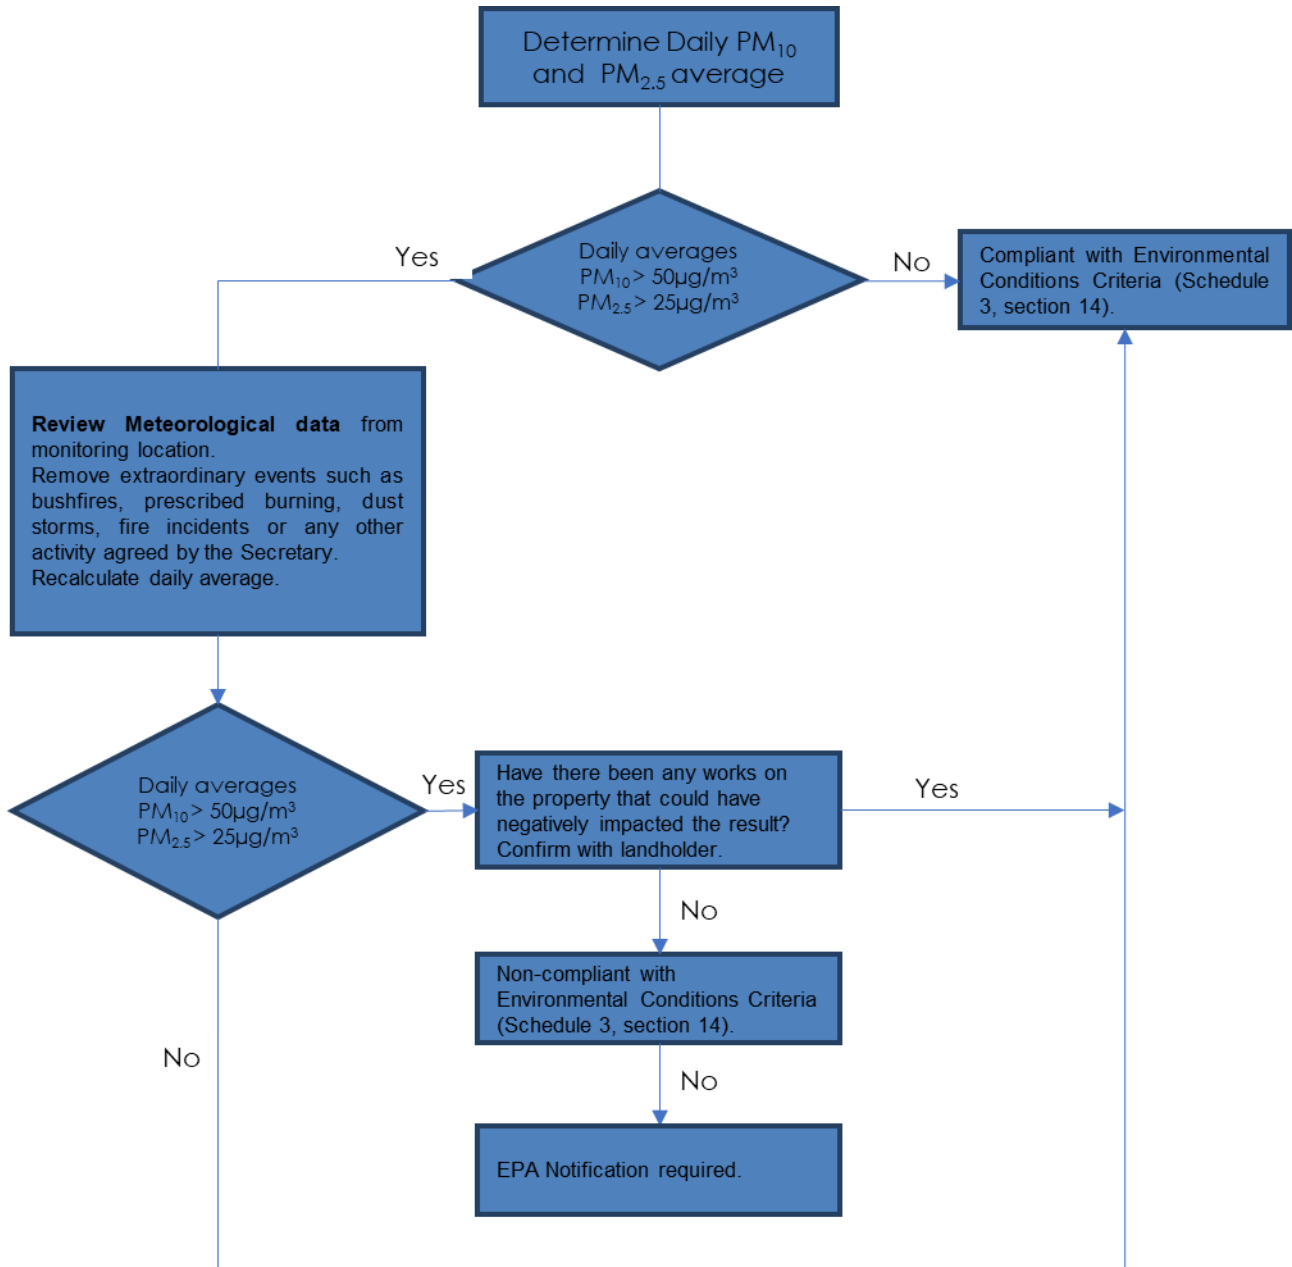 Determine Daily PM₁₀
and PM₂.₅ average
Daily averages
PM₁₀ > 50µg/m³
PM₂.₅ > 25µg/m³
Yes
No
Compliant with Environmental
Conditions Criteria (Schedule
3, section 14).
Review Meteorological data from
monitoring location.
Remove extraordinary events such as
bushfires, prescribed burning, dust
storms, fire incidents or any other
activity agreed by the Secretary.
Recalculate daily average.
Daily averages
PM₁₀ > 50µg/m³
PM₂.₅ > 25µg/m³
Yes
Have there been any works on
the property that could have
negatively impacted the result?
Confirm with landholder.
Yes
No
Non-compliant with
Environmental Conditions Criteria
(Schedule 3, section 14).
No
No
EPA Notification required.